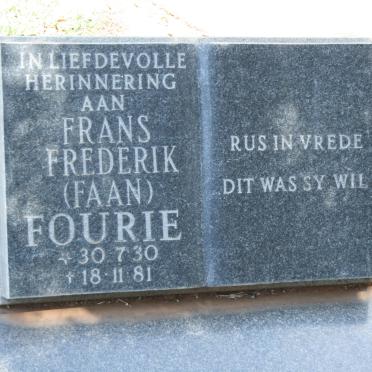 IN LIEFDEVOLLE
HERINNERING
AAN
FRANS
FREDERIK
(FAAN)
FOURIE
* 30 7 30
† 18·11 81
RUS IN VREDE
DIT WAS SY WIL